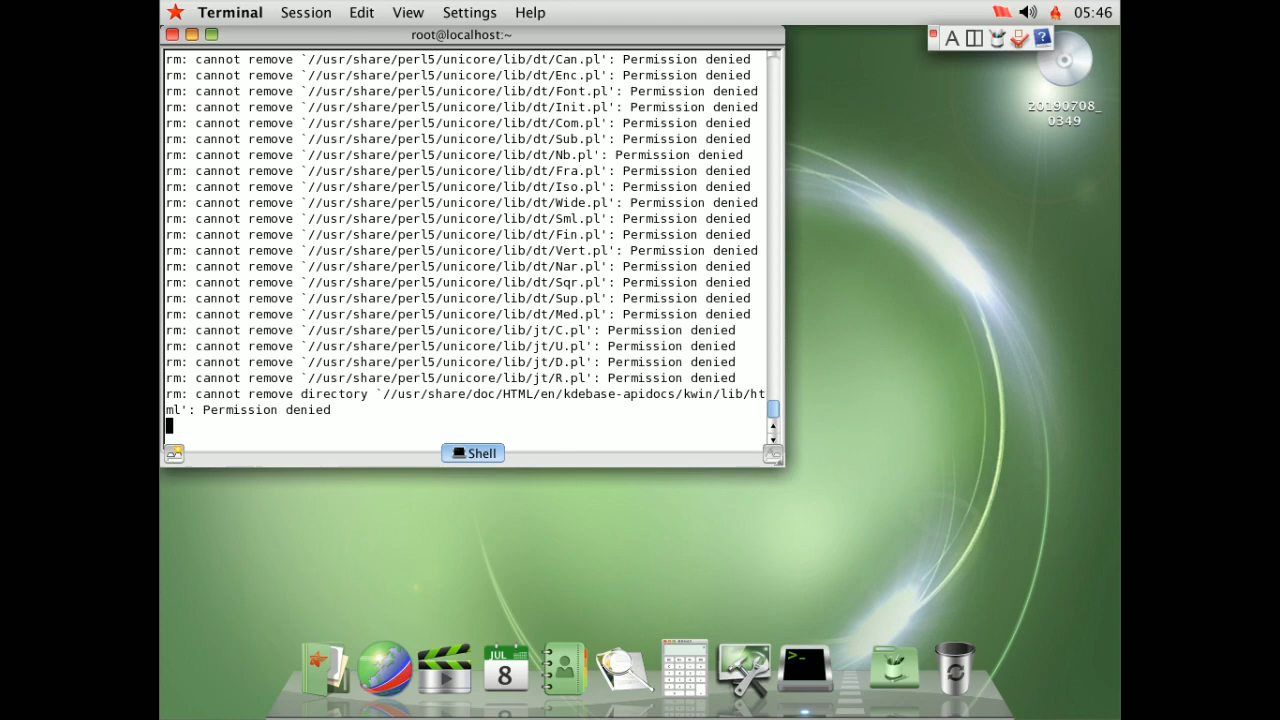 Terminal Session Edit View Settings Help 05:46
root@localhost:~
rm: cannot remove `//usr/share/perl5/unicore/lib/dt/Can.pl': Permission denied
rm: cannot remove `//usr/share/perl5/unicore/lib/dt/Enc.pl': Permission denied
rm: cannot remove `//usr/share/perl5/unicore/lib/dt/Font.pl': Permission denied
rm: cannot remove `//usr/share/perl5/unicore/lib/dt/Init.pl': Permission denied
rm: cannot remove `//usr/share/perl5/unicore/lib/dt/Com.pl': Permission denied
rm: cannot remove `//usr/share/perl5/unicore/lib/dt/Sub.pl': Permission denied
rm: cannot remove `//usr/share/perl5/unicore/lib/dt/Nb.pl': Permission denied
rm: cannot remove `//usr/share/perl5/unicore/lib/dt/Fra.pl': Permission denied
rm: cannot remove `//usr/share/perl5/unicore/lib/dt/Iso.pl': Permission denied
rm: cannot remove `//usr/share/perl5/unicore/lib/dt/Wide.pl': Permission denied
rm: cannot remove `//usr/share/perl5/unicore/lib/dt/Sml.pl': Permission denied
rm: cannot remove `//usr/share/perl5/unicore/lib/dt/Fin.pl': Permission denied
rm: cannot remove `//usr/share/perl5/unicore/lib/dt/Vert.pl': Permission denied
rm: cannot remove `//usr/share/perl5/unicore/lib/dt/Nar.pl': Permission denied
rm: cannot remove `//usr/share/perl5/unicore/lib/dt/Sqr.pl': Permission denied
rm: cannot remove `//usr/share/perl5/unicore/lib/dt/Sup.pl': Permission denied
rm: cannot remove `//usr/share/perl5/unicore/lib/dt/Med.pl': Permission denied
rm: cannot remove `//usr/share/perl5/unicore/lib/jt/C.pl': Permission denied
rm: cannot remove `//usr/share/perl5/unicore/lib/jt/U.pl': Permission denied
rm: cannot remove `//usr/share/perl5/unicore/lib/jt/D.pl': Permission denied
rm: cannot remove `//usr/share/perl5/unicore/lib/jt/R.pl': Permission denied
rm: cannot remove directory `//usr/share/doc/HTML/en/kdebase-apidocs/kwin/lib/ht
ml': Permission denied
Shell
A
?
20190708_
0349
JUL
8
>_